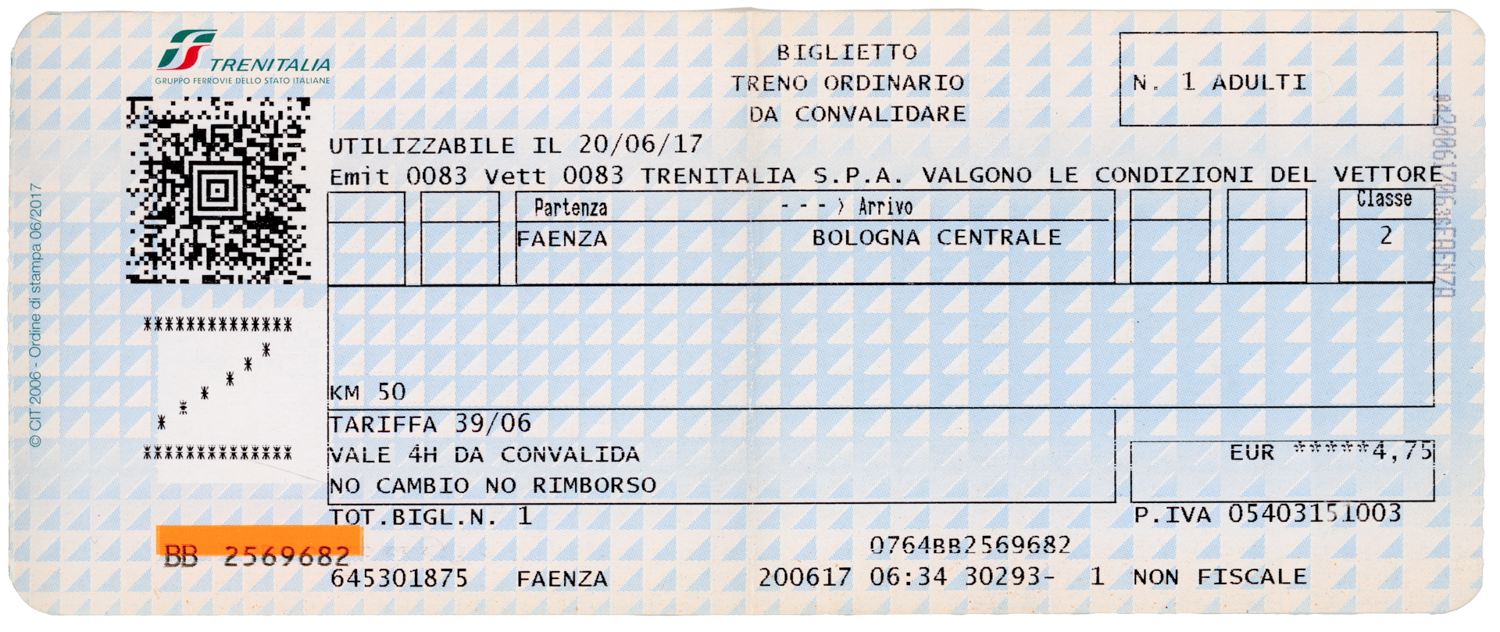 TRENITALIA
GRUPPO FERROVIE DELLO STATO ITALIANE
BIGLIETTO
TRENO ORDINARIO
DA CONVALIDARE
N. 1 ADULTI
UTILIZZABILE IL 20/06/17
Emit 0083 Vett 0083 TRENITALIA S.P.A. VALGONO LE CONDIZIONI DEL VETTORE
Partenza ---> Arrivo Classe
FAENZA BOLOGNA CENTRALE 2
*************
* * * * * *
*************
KM 50
TARIFFA 39/06
VALE 4H DA CONVALIDA
NO CAMBIO NO RIMBORSO
EUR *****4,75
TOT.BIGL.N. 1
P.IVA 05403151003
BB 2569682
0764BB2569682
645301875 FAENZA 200617 06:34 30293- 1 NON FISCALE
© CIT 2006 - Ordine di stampa 06/2017
FAENZA